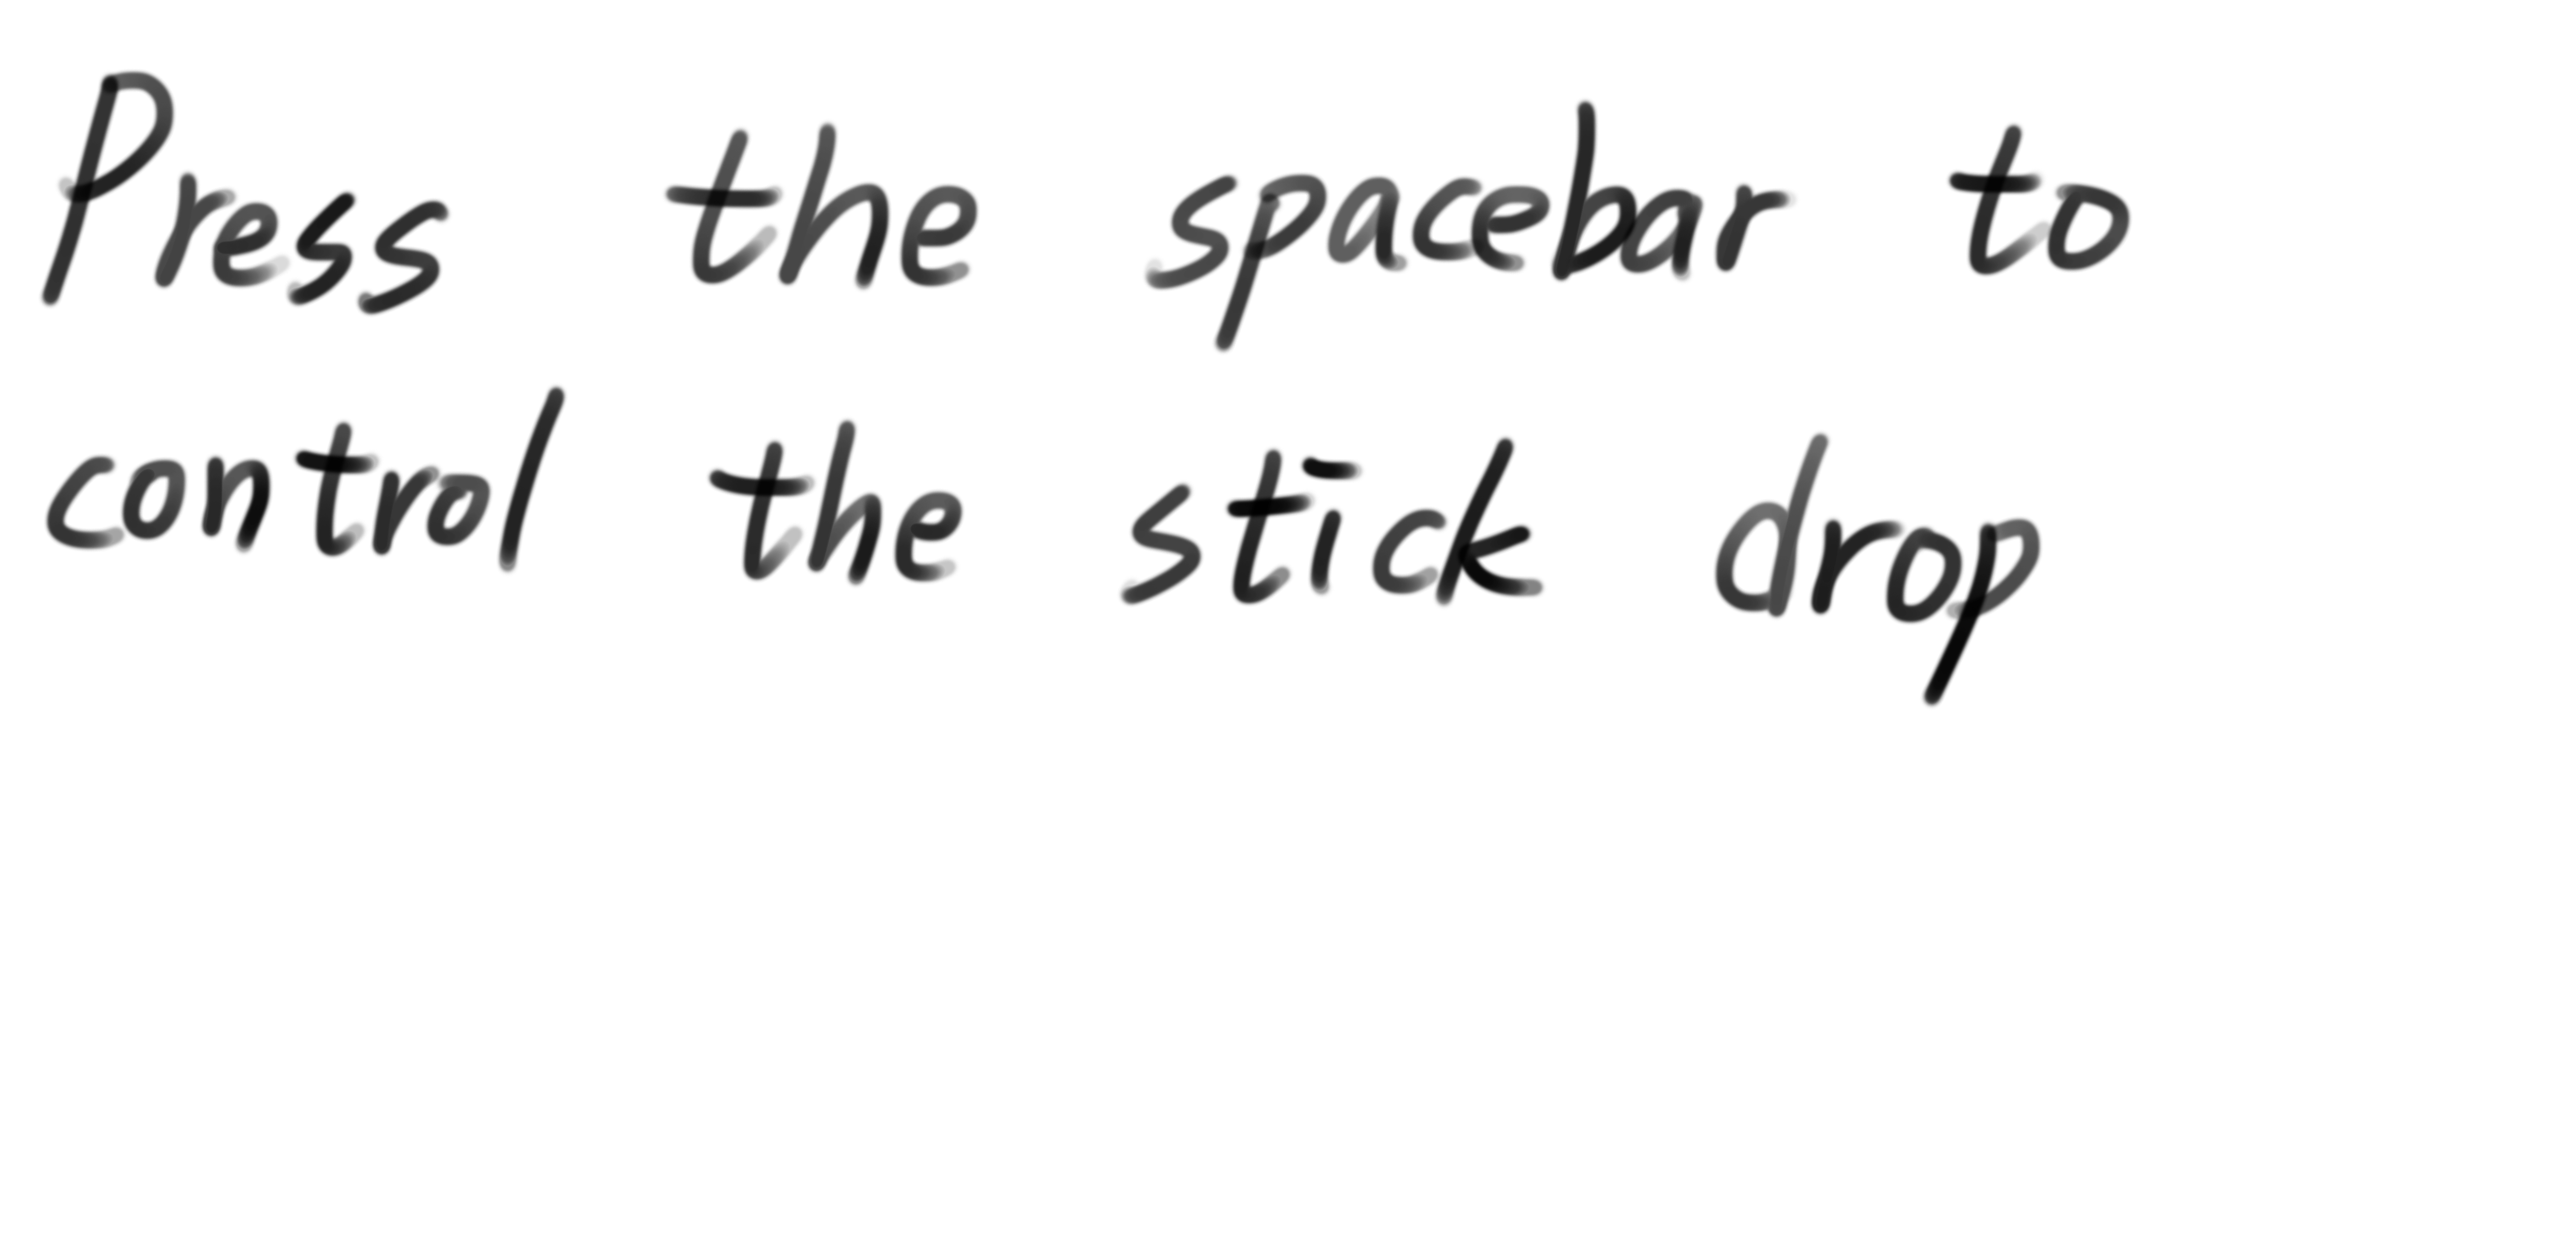 Press the spacebar to
control the stick drop